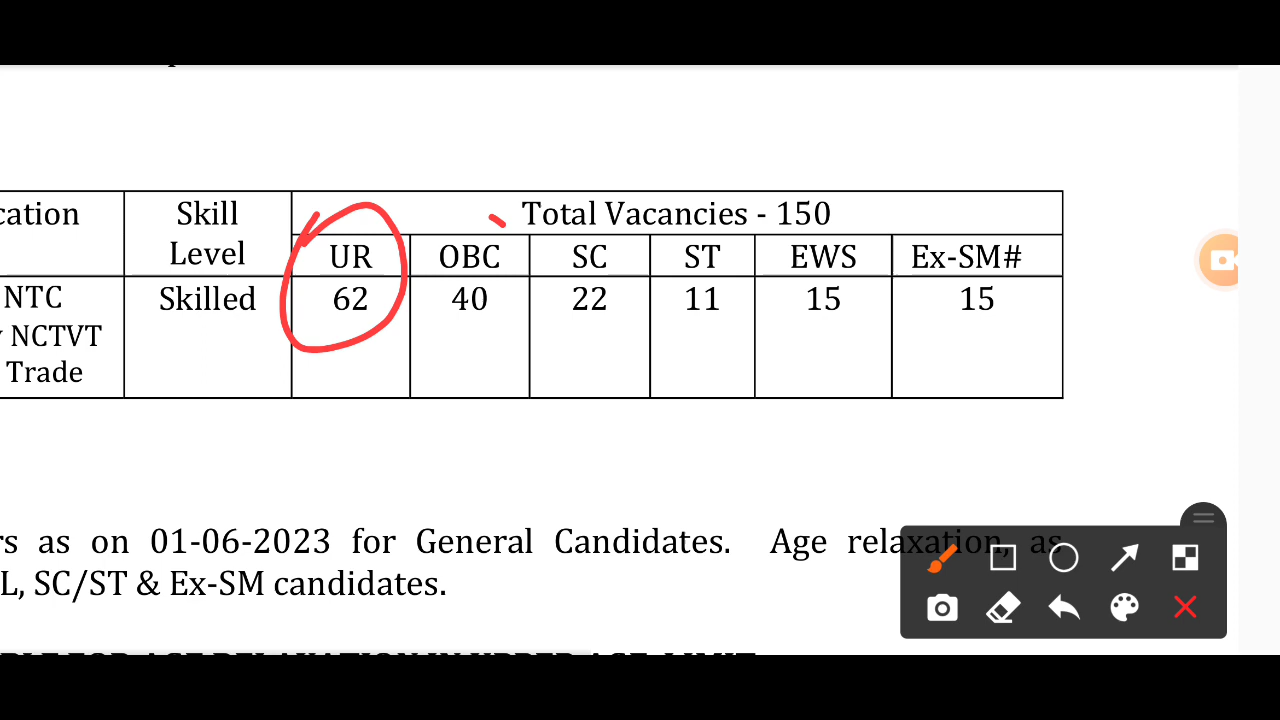 cation Skill Level Total Vacancies - 150
UR OBC SC ST EWS Ex-SM#
NTC Skilled 62 40 22 11 15 15
NCTVT
Trade
rs as on 01-06-2023 for General Candidates. Age relaxation, as
L, SC/ST & Ex-SM candidates.